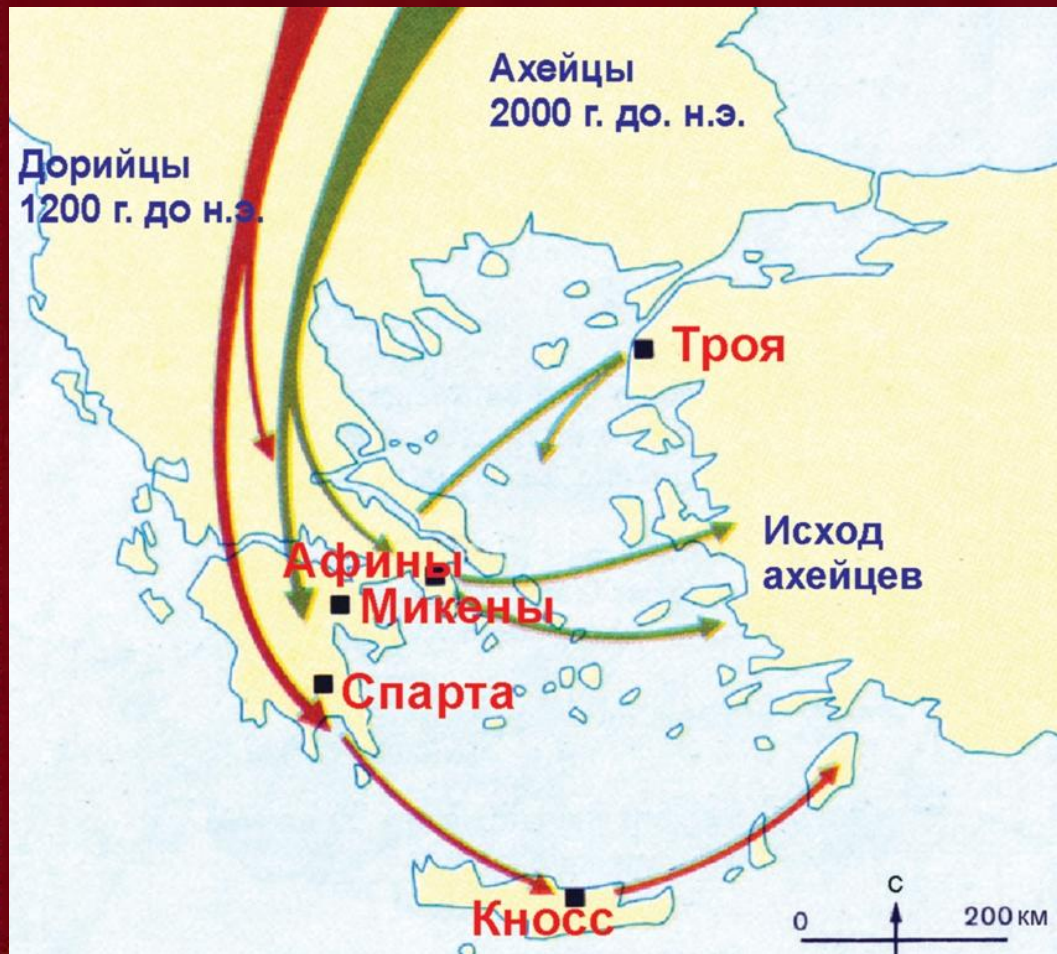 Ахейцы
2000 г. до. н.э.
Дорийцы
1200 г. до н.э.
Троя
Исход
ахейцев
Афины
Микены
Спарта
Кносс
С
0 200 км